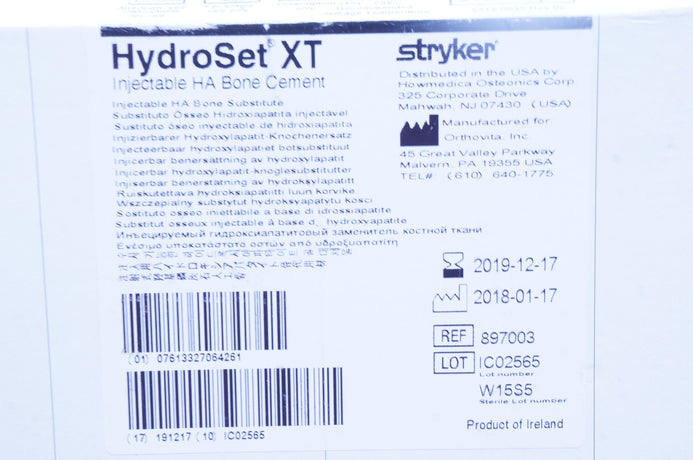 HydroSet® XT
Injectable HA Bone Cement
Injectable HA Bone Substitute
Substituto Ósseo Hidroxiapatita injectável
Sustituto óseo inyectable de hidroxiapatita
Injizierbarer Hydroxylapatit-Knochenersatz
Injecteerbaar hydroxylapatiet botsubstituut
Injicerbar benersättning av hydroxylapatit
Injicerbar hydroxylapatit-knoglesubstitutter
Injiserbar benerstatning av hydroksylapatitt
Ruiskutettava hydroksiapatiitti luun korvike
Wszczepialny substytut hydroksyapatytu kości
Sostituto osseo iniettabile a base di idrossiapatite
Substitut osseux injectable à base d' hydroxyapatite
Инъецируемый гидроксиапатитовый заменитель костной ткани
Ενέσιμο υποκατάστατο οστών από υδροξυαπατίτη
(01) 07613327064261
(17) 191217 (10) IC02565
stryker®
Distributed in the USA by
Howmedica Osteonics Corp
325 Corporate Drive
Mahwah, NJ 07430 (USA)
Manufactured for
Orthovita, Inc.
45 Great Valley Parkway
Malvern, PA 19355 USA
TEL#: (610) 640-1775
2019-12-17
2018-01-17
REF 897003
LOT IC02565
Lot number
W15S5
Sterile Lot number
Product of Ireland